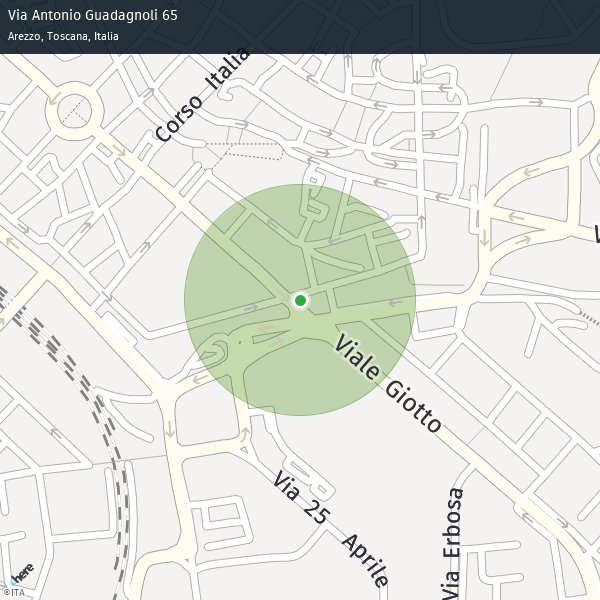 Via Antonio Guadagnoli 65
Arezzo, Toscana, Italia
Corso Italia
V
Viale Giotto
Via 25 Aprile
Via Erbosa
here
©ITA